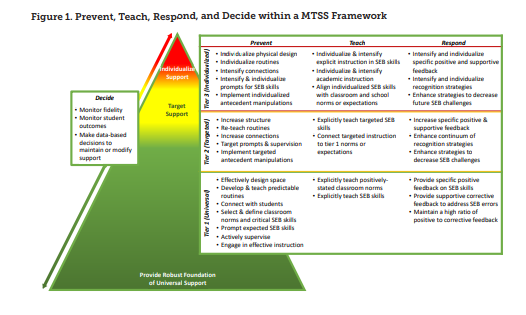 Figure 1. Prevent, Teach, Respond, and Decide within a MTSS Framework
Individualize
Support
Target
Support
Provide Robust Foundation
of Universal Support
Decide
• Monitor fidelity
• Monitor student
outcomes
• Make data-based
decisions to
maintain or modify
support
Prevent
Teach
Respond
Tier 3 (Individualized)
• Individualize physical design
• Individualize routines
• Intensify connections
• Intensify & individualize
prompts for SEB skills
• Implement individualized
antecedent manipulations
• Individualize & intensify
explicit instruction in SEB skills
• Individualize & intensify
academic instruction
• Align individualized SEB skills
with classroom and school
norms or expectations
• Intensify and individualize
specific positive and supportive
feedback
• Intensify and individualize
recognition strategies
• Enhance strategies to decrease
future SEB challenges
Tier 2 (Targeted)
• Increase structure
• Re-teach routines
• Increase connections
• Target prompts & supervision
• Implement targeted
antecedent manipulations
• Explicitly teach targeted SEB
skills
• Connect targeted instruction
to tier 1 norms or
expectations
• Increase specific positive &
supportive feedback
• Enhance continuum of
recognition strategies
• Enhance strategies to
decrease SEB challenges
Tier 1 (Universal)
• Effectively design space
• Develop & teach predictable
routines
• Connect with students
• Select & define classroom
norms and critical SEB skills
• Prompt expected SEB skills
• Actively supervise
• Engage in effective instruction
• Explicitly teach positively-
stated classroom norms
• Explicitly teach SEB skills
• Provide specific positive
feedback on SEB skills
• Provide supportive corrective
feedback to address SEB errors
• Maintain a high ratio of
positive to corrective feedback